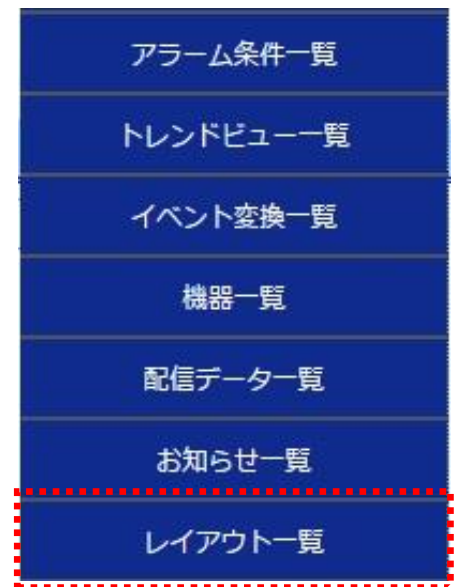 アラーム条件一覧
トレンドビュー一覧
イベント変換一覧
機器一覧
配信データ一覧
お知らせ一覧
レイアウト一覧